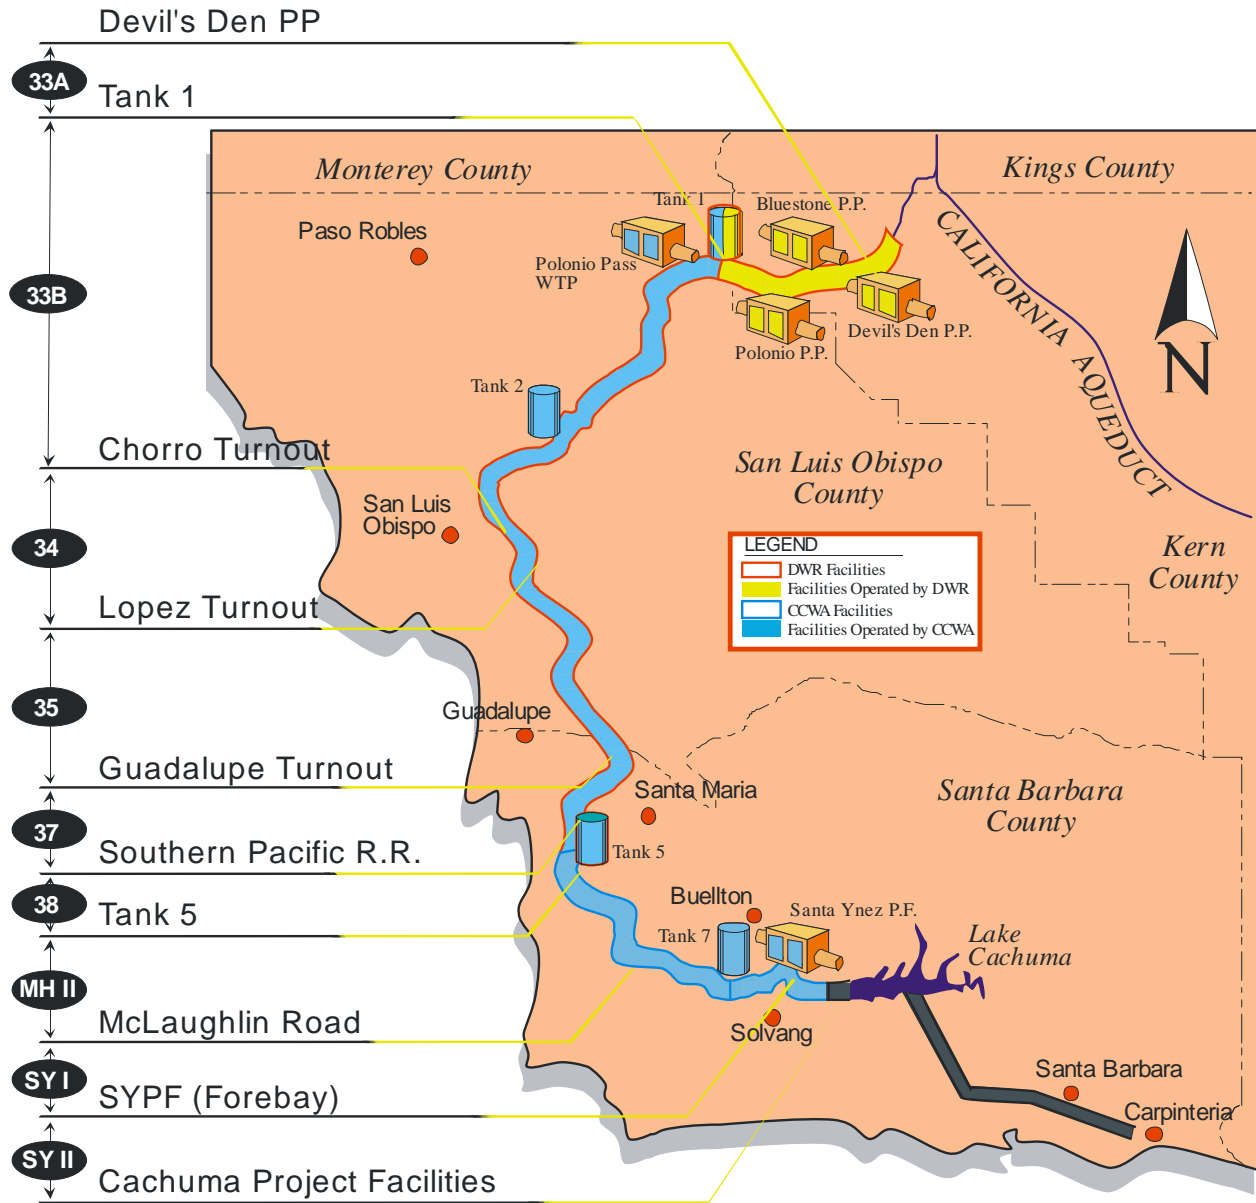 Devil's Den PP
33A
Tank 1
Monterey County
Kings County
Tank 1
Bluestone P.P.
Paso Robles
Polonio Pass
WTP
CALIFORNIA AQUEDUCT
33B
Devil's Den P.P.
Polonio P.P.
N
Tank 2
Chorro Turnout
San Luis Obispo
County
San Luis
Obispo
34
Kern
County
LEGEND
DWR Facilities
Facilities Operated by DWR
CCWA Facilities
Facilities Operated by CCWA
Lopez Turnout
35
Guadalupe
Guadalupe Turnout
Santa Maria
Santa Barbara
County
37
Southern Pacific R.R.
Tank 5
38
Tank 5
Buellton
Santa Ynez P.F.
Tank 7
Lake
Cachuma
MH II
McLaughlin Road
Solvang
SY I
SYPF (Forebay)
Santa Barbara
Carpinteria
SY II
Cachuma Project Facilities